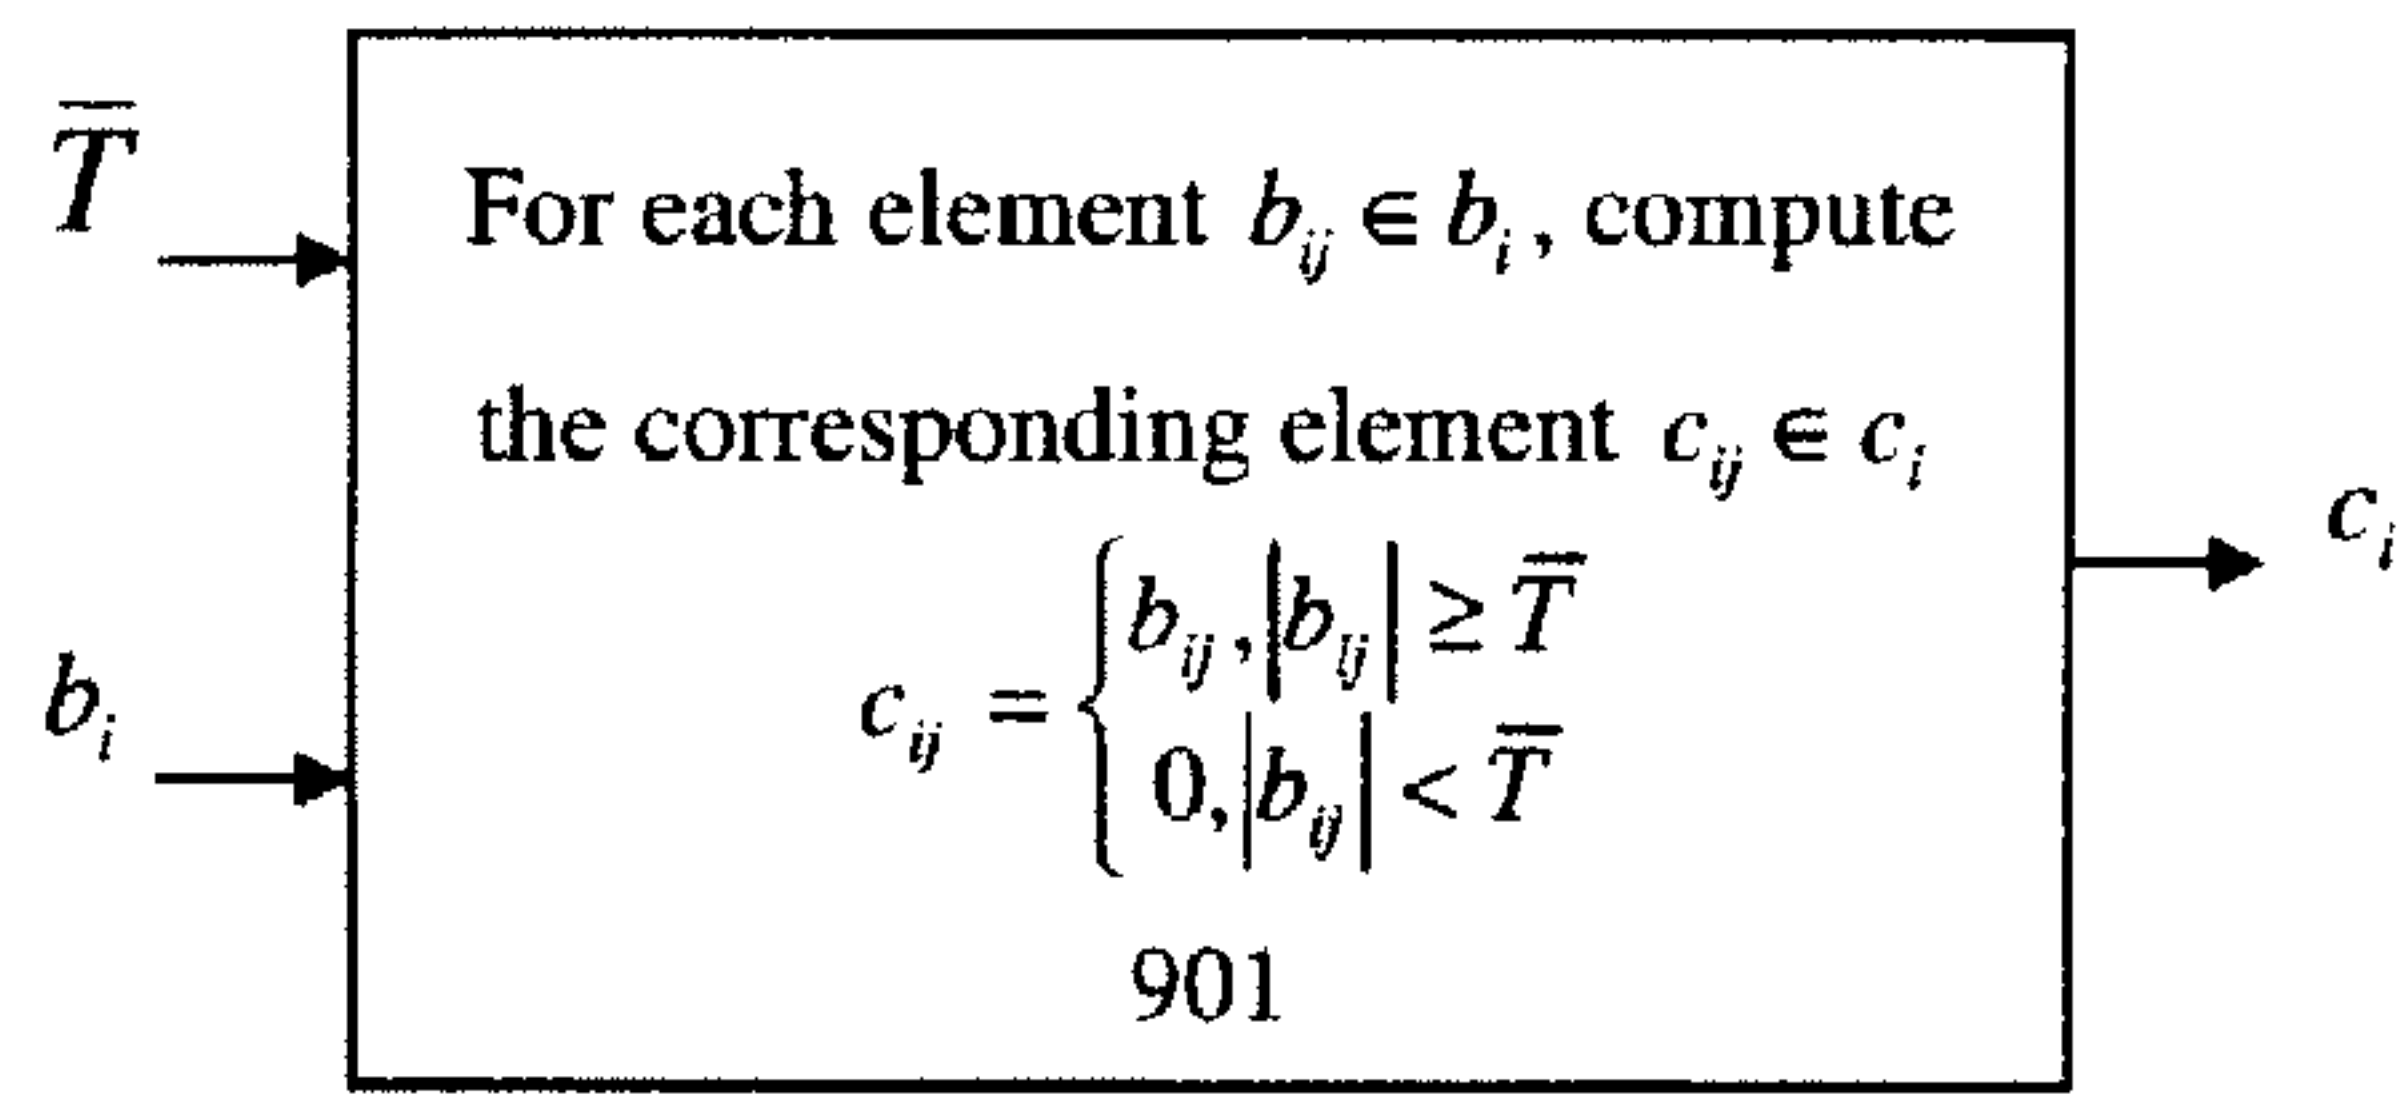 T̿
For each element b_ij ∈ b_i, compute
the corresponding element c_ij ∈ c_i
c_i
b_ij, |b_ij| ≥ T̿
b_i
c_ij = {
0, |b_ij| < T̿
901